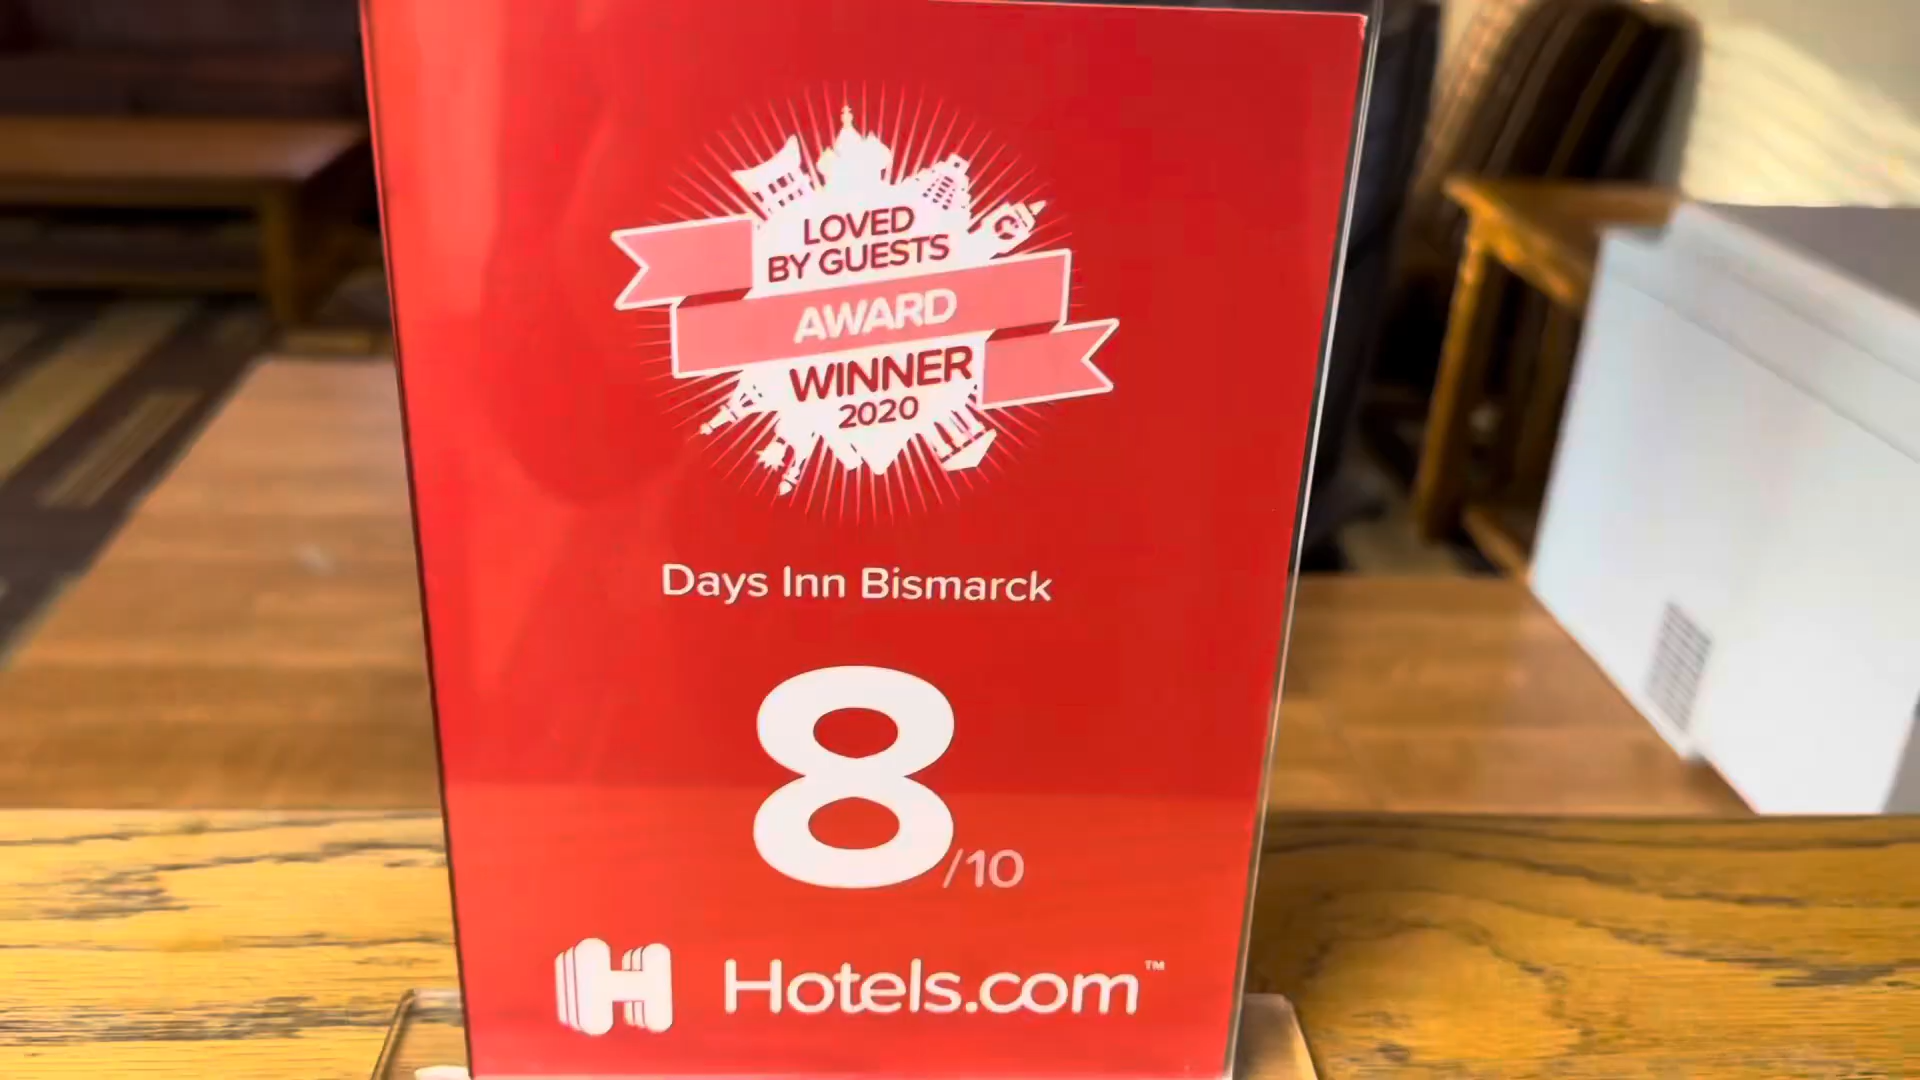 LOVED
BY GUESTS
AWARD
WINNER
2020
Days Inn Bismarck
8/10
H Hotels.com™